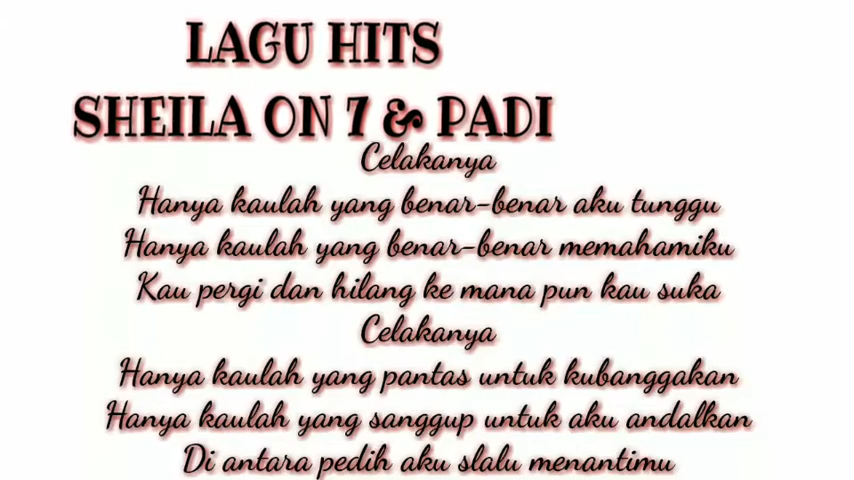 LAGU HITS
SHEILA ON 7 & PADI
Celakanya
Hanya kaulah yang benar-benar aku tunggu
Hanya kaulah yang benar-benar memahamiku
Kau pergi dan hilang ke mana pun kau suka
Celakanya
Hanya kaulah yang pantas untuk kubanggakan
Hanya kaulah yang sanggup untuk aku andalkan
Di antara pedih aku slalu menantimu